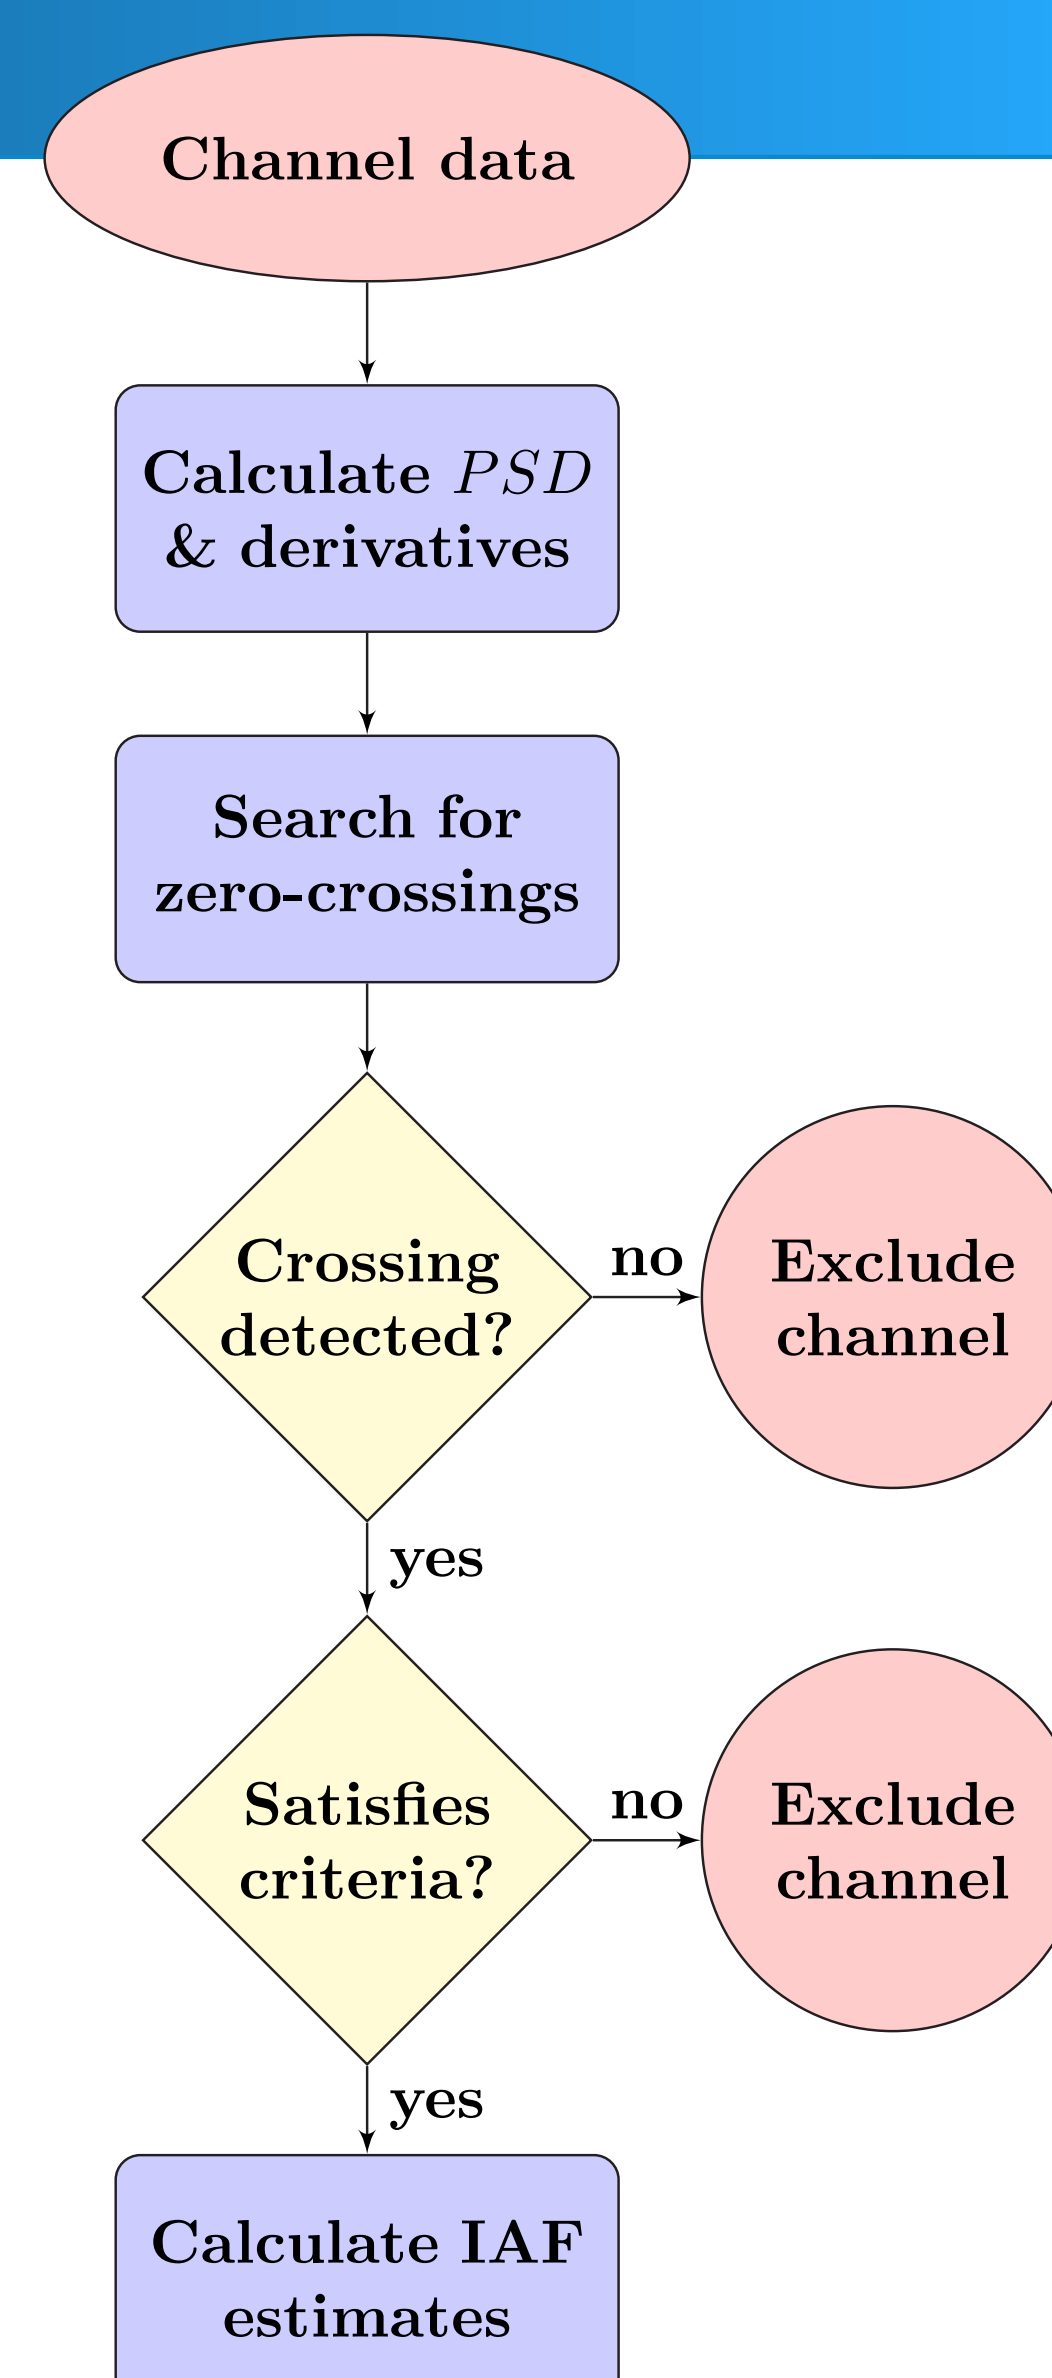 Channel data
Calculate PSD
& derivatives
Search for
zero-crossings
Crossing
detected?
no
Exclude
channel
yes
Satisfies
criteria?
no
Exclude
channel
yes
Calculate IAF
estimates